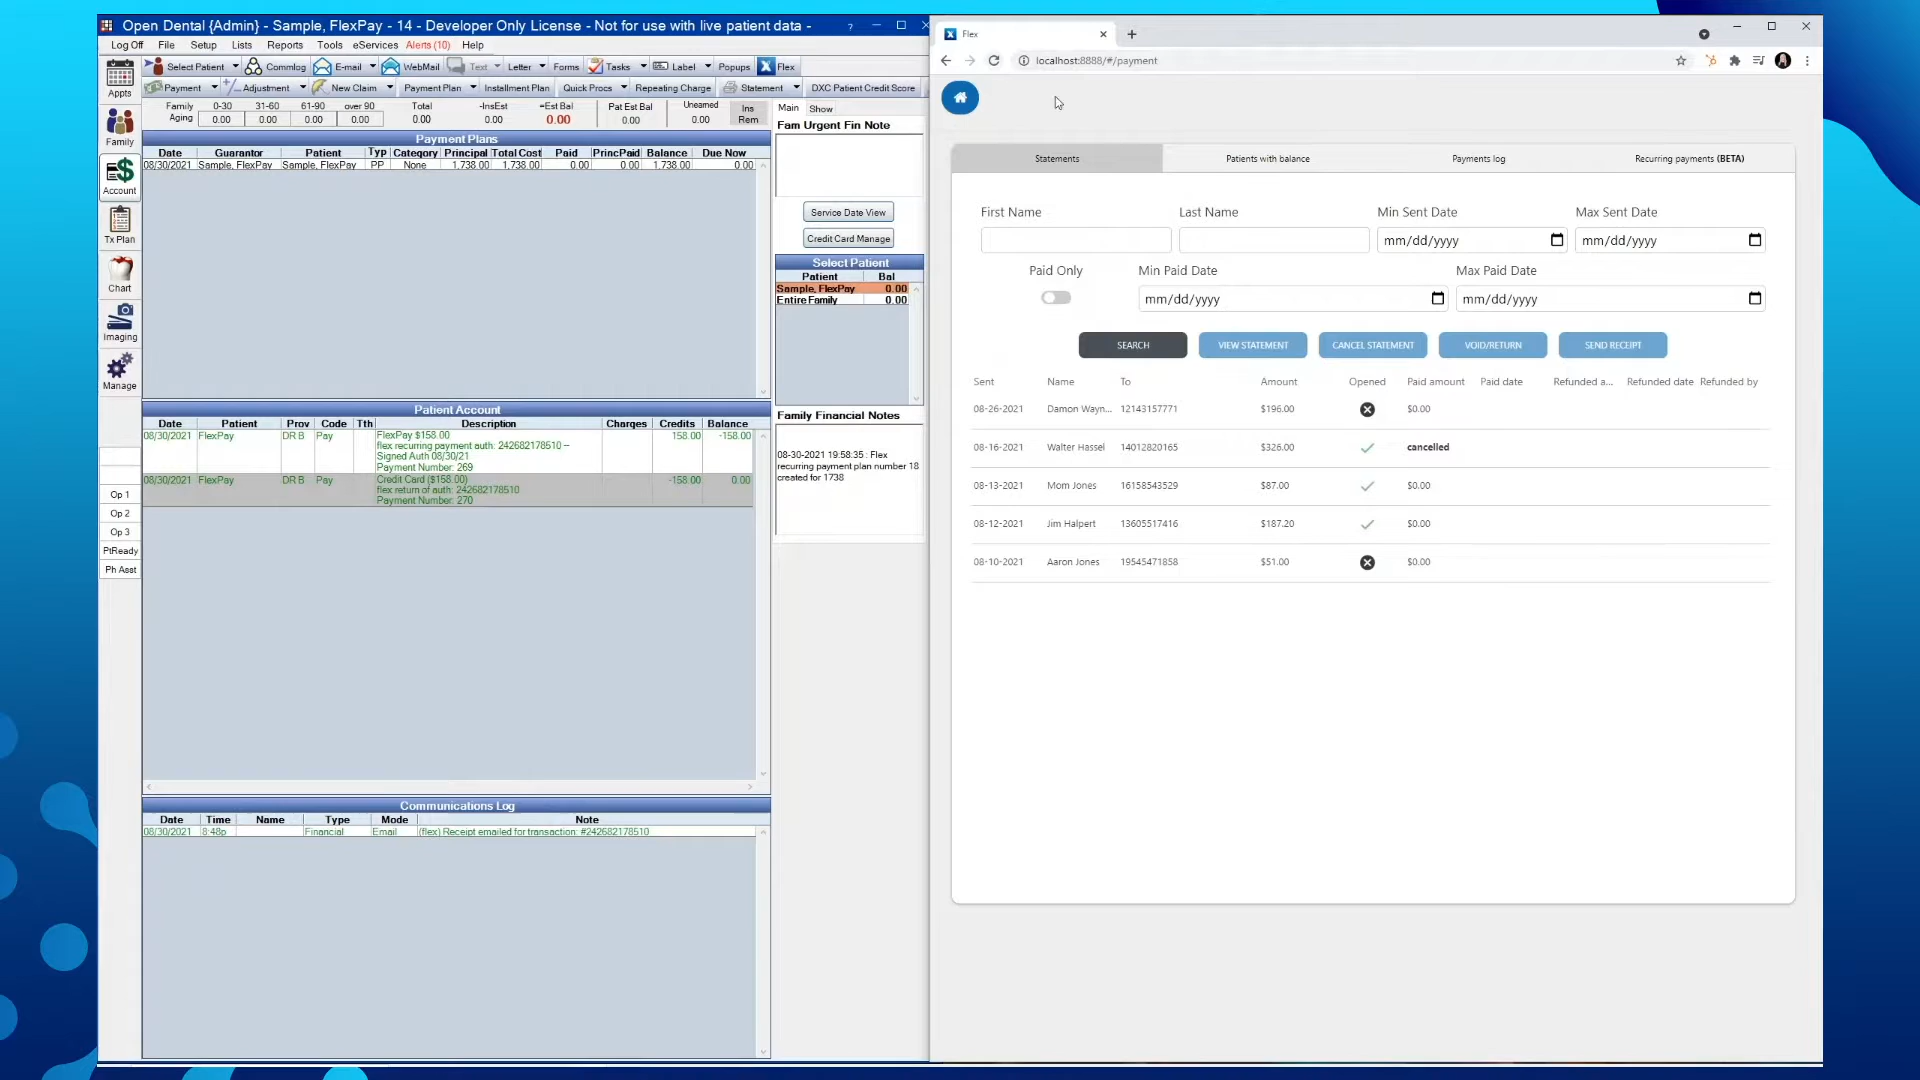 Open Dental {Admin} - Sample, FlexPay - 14 - Developer Only License - Not for use with live patient data -
Log Off File Setup Lists Reports Tools eServices Alerts (10) Help
Select Patient Commlog E-mail WebMail Text Letter Forms Tasks Label Popups Flex
Payment Adjustment New Claim Payment Plan Installment Plan Quick Procs Repeating Charge Statement DXC Patient Credit Score
Family Aging 0-30 31-60 61-90 over 90 Total -InsEst =Est Bal Pat Est Bal Unearned Ins Rem
0.00 0.00 0.00 0.00 0.00 0.00 0.00 0.00 0.00
Appts
Family
Account
Tx Plan
Chart
Imaging
Manage
Op 1
Op 2
Op 3
PtReady
Ph Asst
Payment Plans
Date Guarantor Patient Typ Category Principal Total Cost Paid PrincPaid Balance Due Now
08/30/2021 Sample, FlexPay Sample, FlexPay PP None 1,738.00 1,738.00 0.00 0.00 1,738.00 0.00
Patient Account
Date Patient Prov Code Tth Description Charges Credits Balance
08/30/2021 FlexPay DR B Pay FlexPay $158.00 158.00 -158.00
flex recurring payment auth: 242682178510 --
Signed Auth 08/30/21
Payment Number: 269
08/30/2021 FlexPay DR B Pay Credit Card ($158.00) -158.00 0.00
flex return of auth: 242682178510
Payment Number: 270
Communications Log
Date Time Name Type Mode Note
08/30/2021 8:48p Financial Email (flex) Receipt emailed for transaction: #242682178510
Main Show
Fam Urgent Fin Note
Service Date View
Credit Card Manage
Select Patient
Patient Bal
Sample, FlexPay 0.00
Entire Family 0.00
Family Financial Notes
08-30-2021 19:58:35 : Flex
recurring payment plan number 18
created for 1738
Flex
localhost:8888/#/payment
Statements Patients with balance Payments log Recurring payments (BETA)
First Name Last Name Min Sent Date Max Sent Date
mm/dd/yyyy mm/dd/yyyy
Paid Only Min Paid Date Max Paid Date
mm/dd/yyyy mm/dd/yyyy
SEARCH VIEW STATEMENT CANCEL STATEMENT VOID/RETURN SEND RECEIPT
Sent Name To Amount Opened Paid amount Paid date Refunded a... Refunded date Refunded by
08-26-2021 Damon Wayn... 12143157771 $196.00 $0.00
08-16-2021 Walter Hassel 14012820165 $326.00 cancelled
08-13-2021 Mom Jones 16158543529 $87.00 $0.00
08-12-2021 Jim Halpert 13605517416 $187.20 $0.00
08-10-2021 Aaron Jones 19545471858 $51.00 $0.00